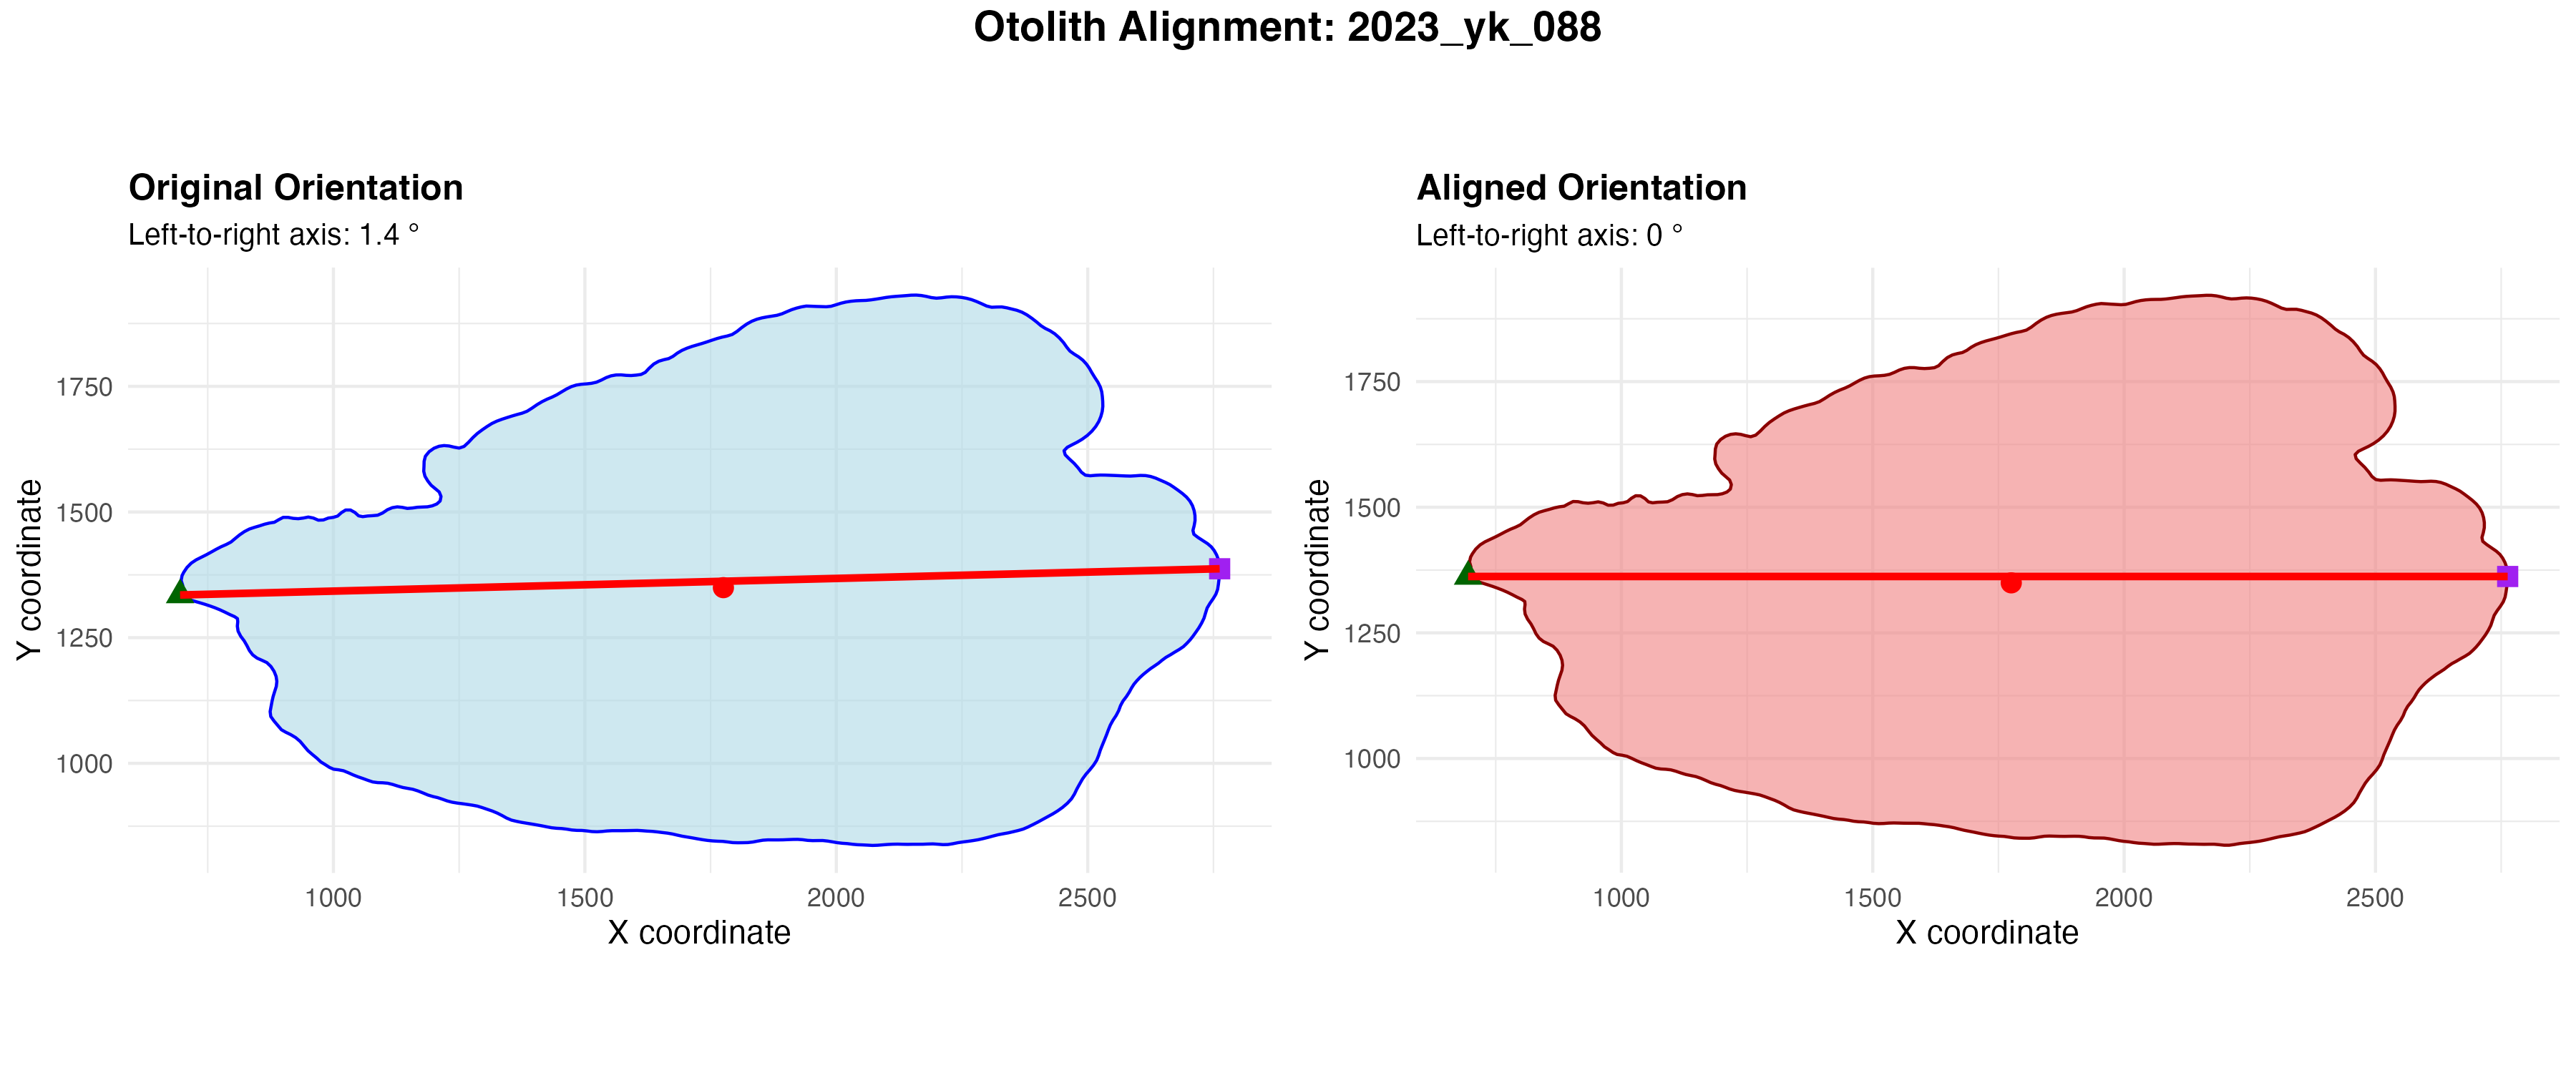 Otolith Alignment: 2023_yk_088
Original Orientation
Left-to-right axis: 1.4 °
Y coordinate
1750
1500
1250
1000
1000 1500 2000 2500
X coordinate
Aligned Orientation
Left-to-right axis: 0 °
Y coordinate
1750
1500
1250
1000
1000 1500 2000 2500
X coordinate